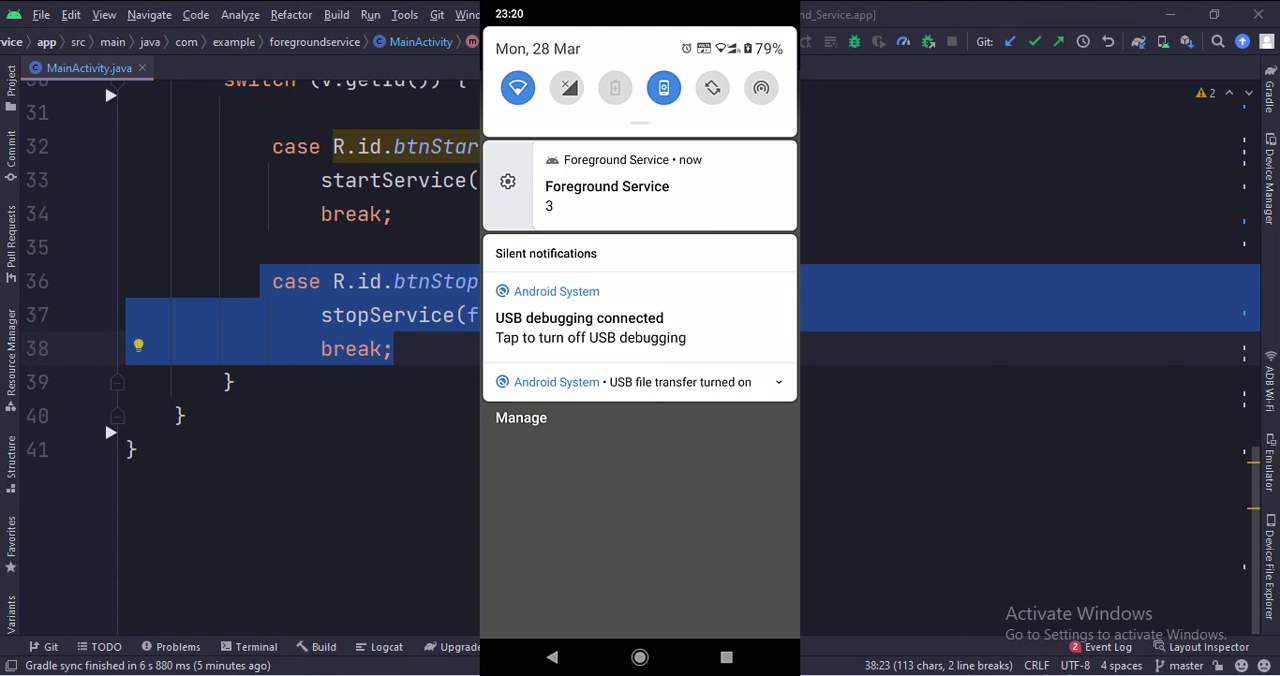 File Edit View Navigate Code Analyze Refactor Build Run Tools Git Wind
nd_Service.app]
rvice app src main java com example foregroundservice MainActivity m
Git:
MainActivity.java
2
30 switch (v.getId()) {
31
32 case R.id.btnStar
33 startService(
34 break;
35
36 case R.id.btnStop
37 stopService(f
38 break;
39 }
40 }
41 }
Project
Commit
Pull Requests
Resource Manager
Structure
Favorites
Variants
23:20
Mon, 28 Mar
79%
Foreground Service • now
Foreground Service
3
Silent notifications
Android System
USB debugging connected
Tap to turn off USB debugging
Android System • USB file transfer turned on
Manage
Gradle
Device Manager
ADB Wi-Fi
Emulator
Device File Explorer
Activate Windows
Go to Settings to activate Windows.
Git TODO Problems Terminal Build Logcat Upgrade
2 Event Log Layout Inspector
Gradle sync finished in 6 s 880 ms (5 minutes ago)
38:23 (113 chars, 2 line breaks) CRLF UTF-8 4 spaces master